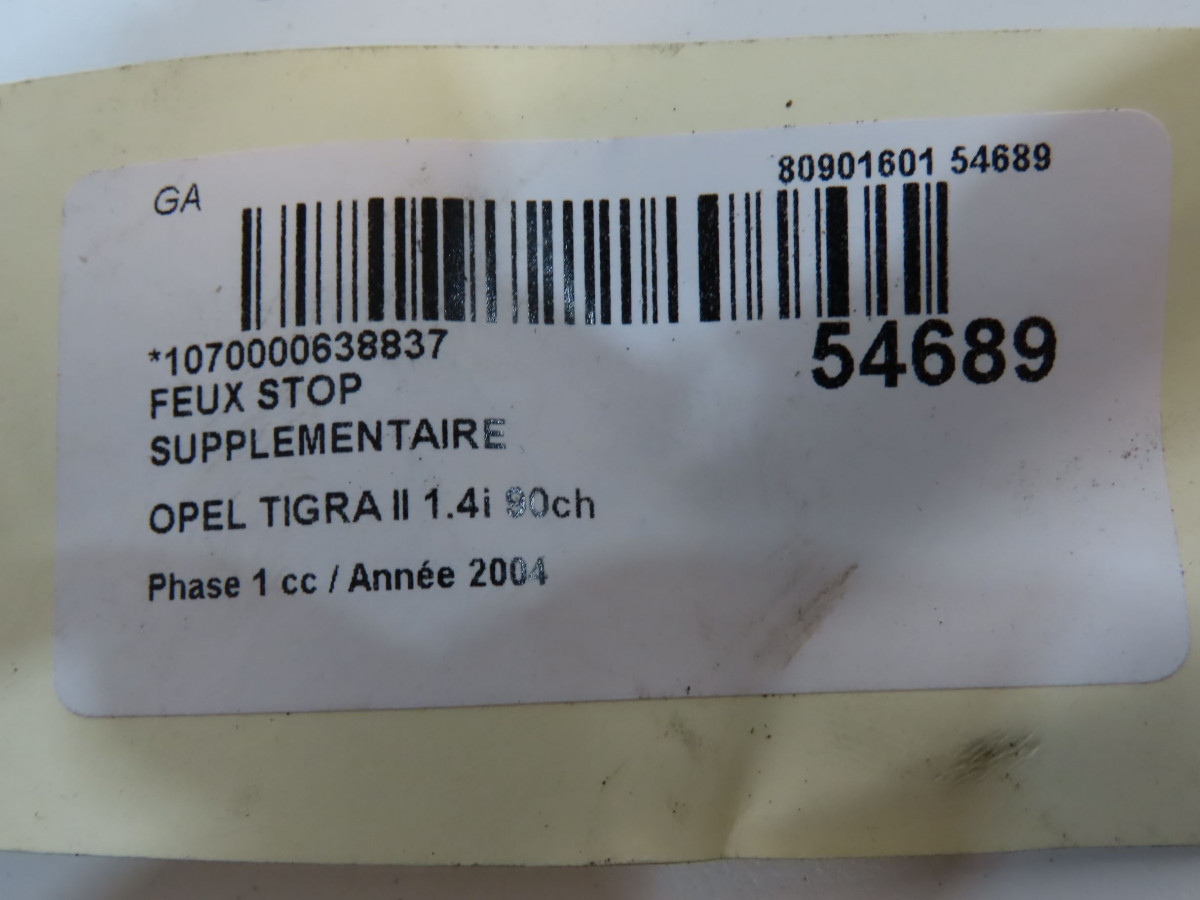 GA
80901601 54689
*1070000638837
54689
FEUX STOP
SUPPLEMENTAIRE
OPEL TIGRA II 1.4i 90ch
Phase 1 cc / Année 2004